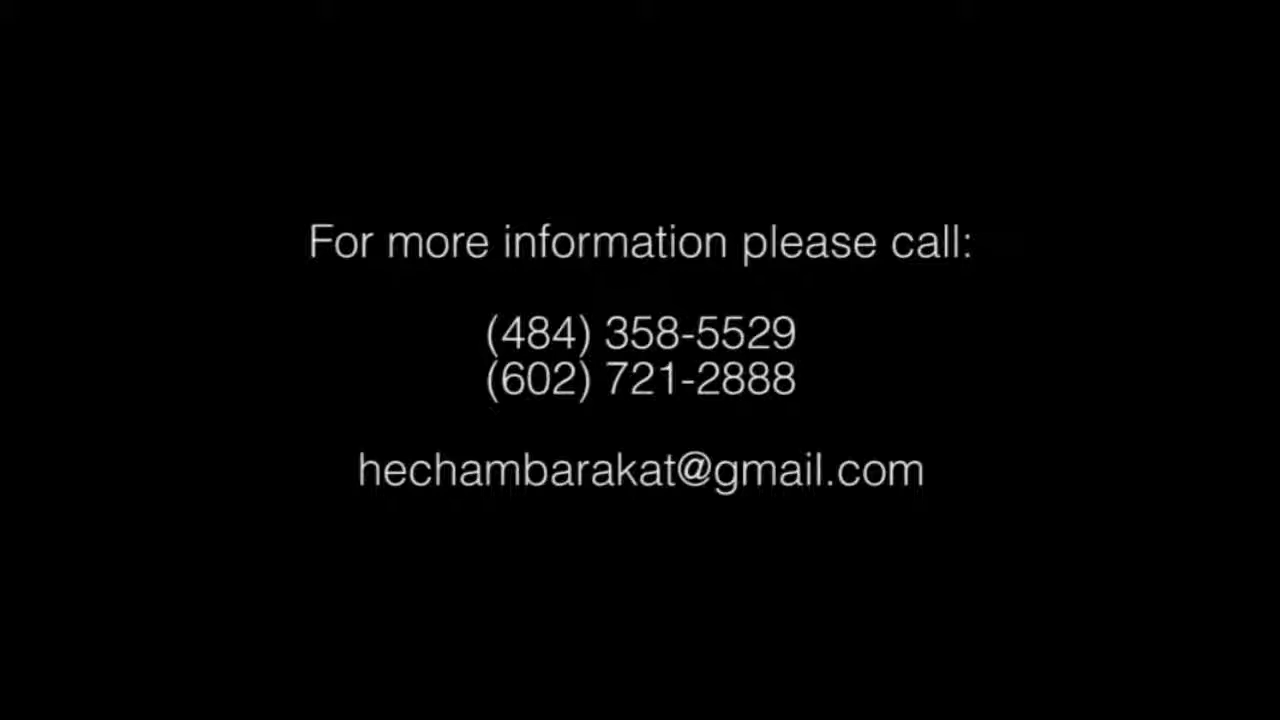 For more information please call:
(484) 358-5529
(602) 721-2888
hechambarakat@gmail.com